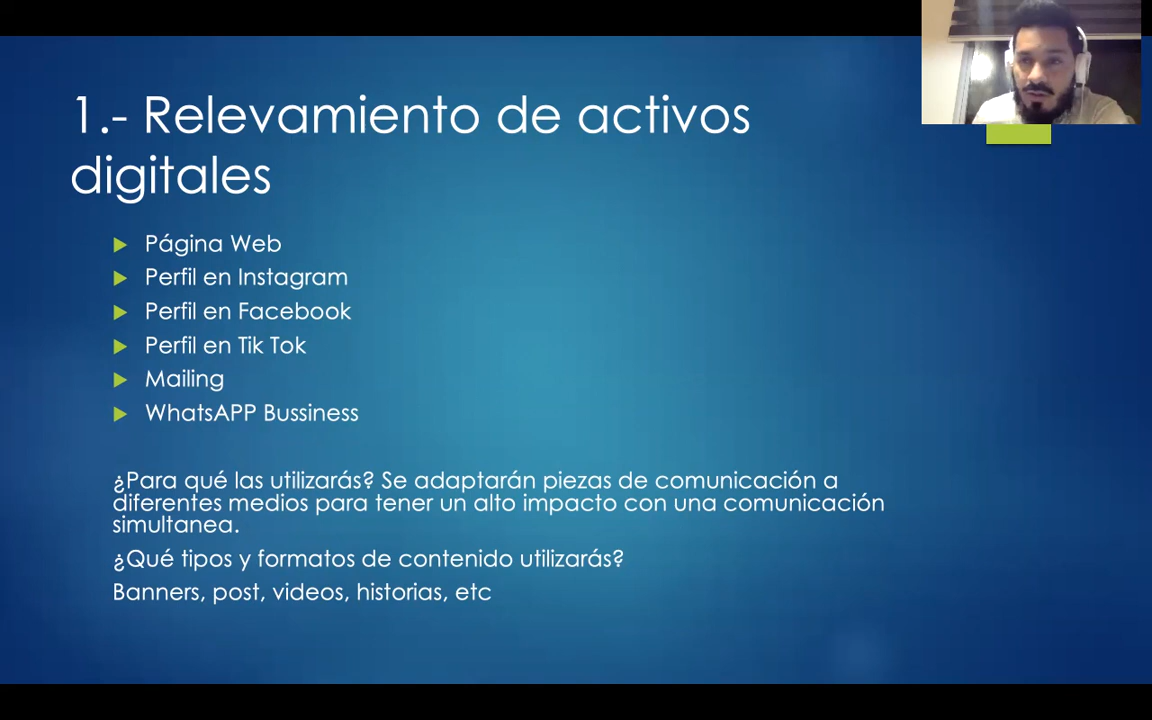 1.- Relevamiento de activos
digitales
Página Web
Perfil en Instagram
Perfil en Facebook
Perfil en Tik Tok
Mailing
WhatsAPP Bussiness
¿Para qué las utilizarás? Se adaptarán piezas de comunicación a
diferentes medios para tener un alto impacto con una comunicación
simultanea.
¿Qué tipos y formatos de contenido utilizarás?
Banners, post, videos, historias, etc